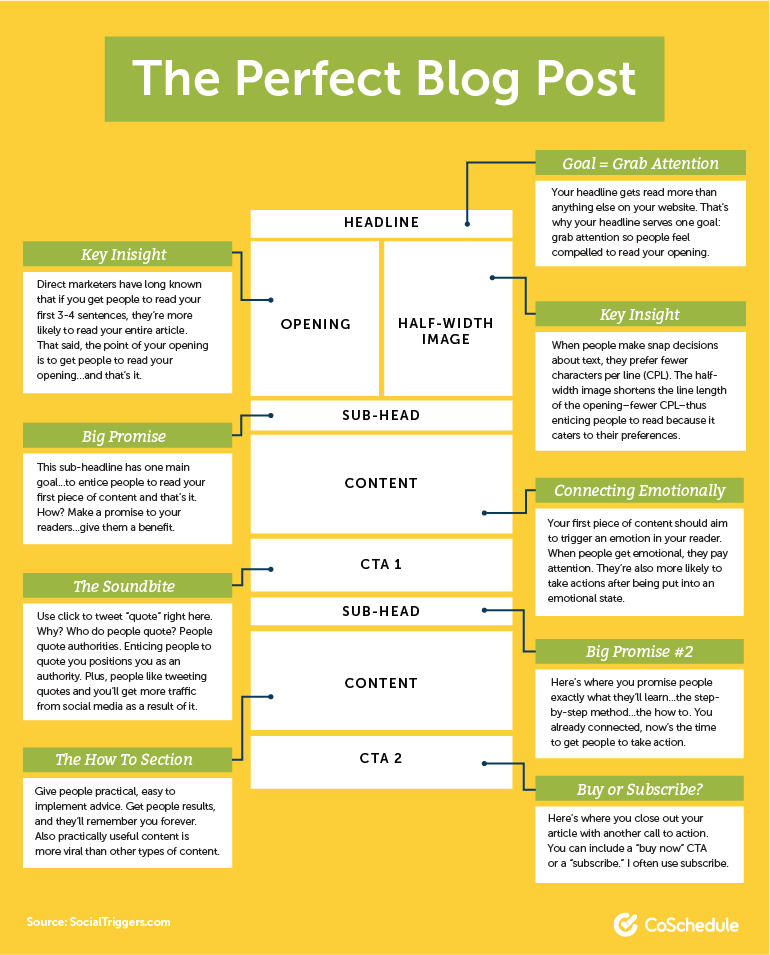 The Perfect Blog Post
Goal = Grab Attention
Your headline gets read more than
anything else on your website. That's
why your headline serves one goal:
grab attention so people feel
compelled to read your opening.
HEADLINE
Key Inisight
Direct marketers have long known
that if you get people to read your
first 3-4 sentences, they're more
likely to read your entire article.
That said, the point of your opening
is to get people to read your
opening...and that's it.
OPENING
HALF-WIDTH
IMAGE
Key Insight
When people make snap decisions
about text, they prefer fewer
characters per line (CPL). The half-
width image shortens the line length
of the opening–fewer CPL–thus
enticing people to read because it
caters to their preferences.
Big Promise
This sub-headline has one main
goal...to entice people to read your
first piece of content and that's it.
How? Make a promise to your
readers...give them a benefit.
SUB-HEAD
CONTENT
Connecting Emotionally
Your first piece of content should aim
to trigger an emotion in your reader.
When people get emotional, they pay
attention. They're also more likely to
take actions after being put into an
emotional state.
The Soundbite
Use click to tweet "quote" right here.
Why? Who do people quote? People
quote authorities. Enticing people to
quote you positions you as an
authority. Plus, people like tweeting
quotes and you'll get more traffic
from social media as a result of it.
CTA 1
SUB-HEAD
Big Promise #2
Here's where you promise people
exactly what they'll learn...the step-
by-step method...the how to. You
already connected, now's the time
to get people to take action.
CONTENT
The How To Section
Give people practical, easy to
implement advice. Get people results,
and they'll remember you forever.
Also practically useful content is
more viral than other types of content.
CTA 2
Buy or Subscribe?
Here's where you close out your
article with another call to action.
You can include a "buy now" CTA
or a "subscribe." I often use subscribe.
Source: SocialTriggers.com
CoSchedule